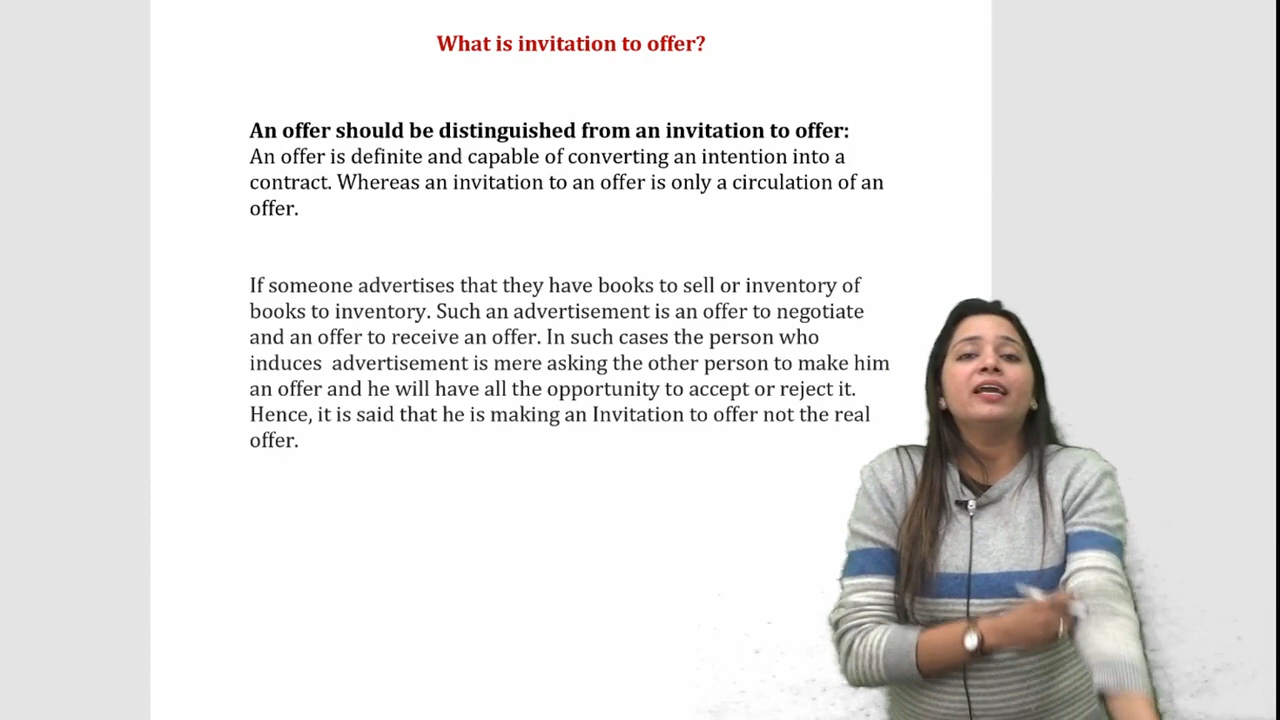 What is invitation to offer?
An offer should be distinguished from an invitation to offer:
An offer is definite and capable of converting an intention into a
contract. Whereas an invitation to an offer is only a circulation of an
offer.
If someone advertises that they have books to sell or inventory of
books to inventory. Such an advertisement is an offer to negotiate
and an offer to receive an offer. In such cases the person who
induces  advertisement is mere asking the other person to make him
an offer and he will have all the opportunity to accept or reject it.
Hence, it is said that he is making an Invitation to offer not the real
offer.